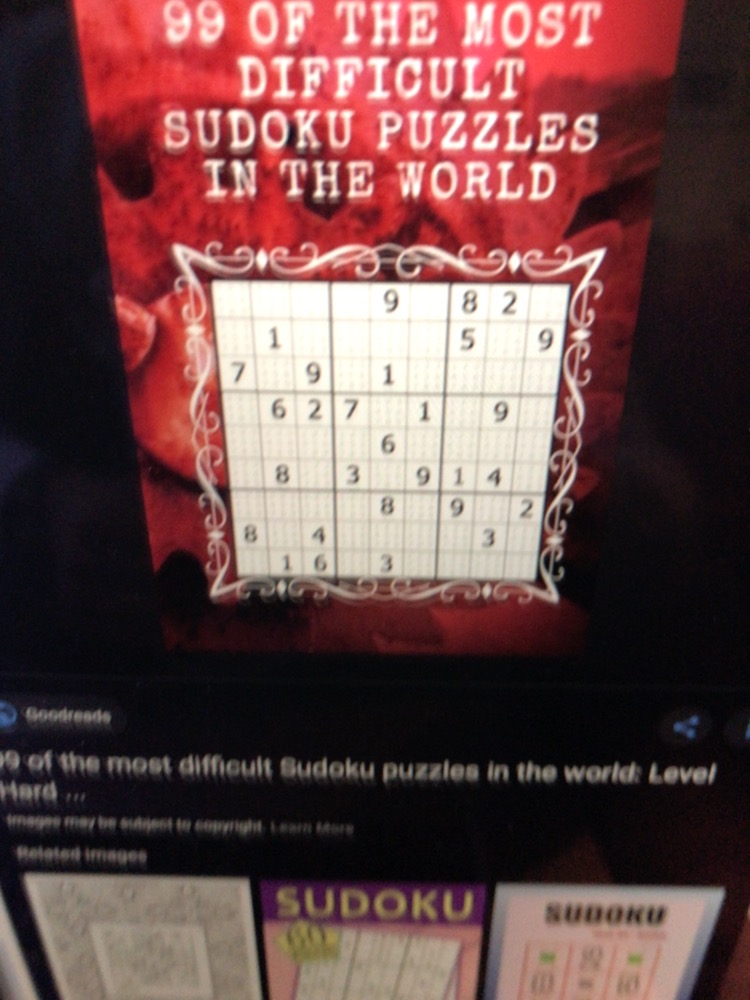 99 OF THE MOST
DIFFICULT
SUDOKU PUZZLES
IN THE WORLD
9 8 2
1 5 9
7 9 1
6 2 7 1 9
6
8 3 9 1 4
8 9 2
8 4 3
1 6 3
Goodreads
99 of the most difficult Sudoku puzzles in the world: Level
Hard ...
Images may be subject to copyright. Learn More
Related images
SUDOKU
SUDOKU